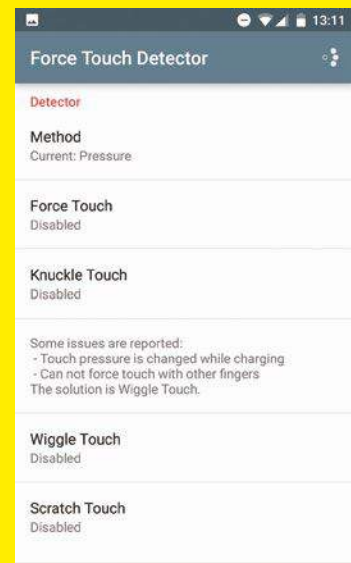 13:11
Force Touch Detector
Detector
Method
Current: Pressure
Force Touch
Disabled
Knuckle Touch
Disabled
Some issues are reported:
- Touch pressure is changed while charging
- Can not force touch with other fingers
The solution is Wiggle Touch.
Wiggle Touch
Disabled
Scratch Touch
Disabled